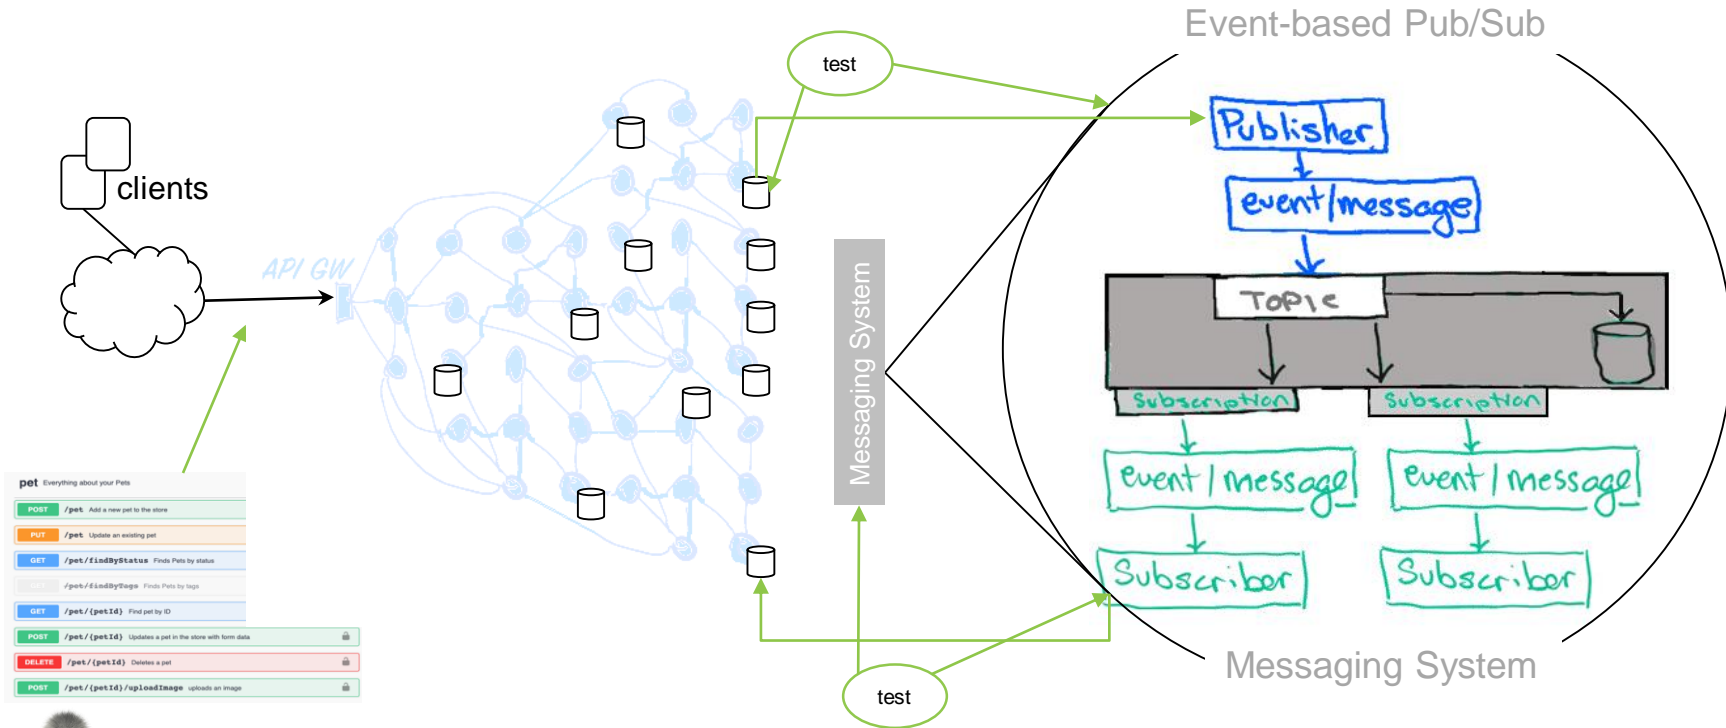 Event-based Pub/Sub
test
Publisher
clients
event/message
API GW
Messaging System
TOPIC
Subscription
Subscription
pet Everything about your Pets
event/message
event/message
POST /pet Add a new pet to the store
PUT /pet Update an existing pet
GET /pet/findByStatus Finds Pets by status
/pet/findByTags Finds Pets by tags
GET /pet/{petId} Find pet by ID
POST /pet/{petId} Updates a pet in the store with form data
DELETE /pet/{petId} Deletes a pet
POST /pet/{petId}/uploadImage uploads an image
Subscriber
Subscriber
Messaging System
test